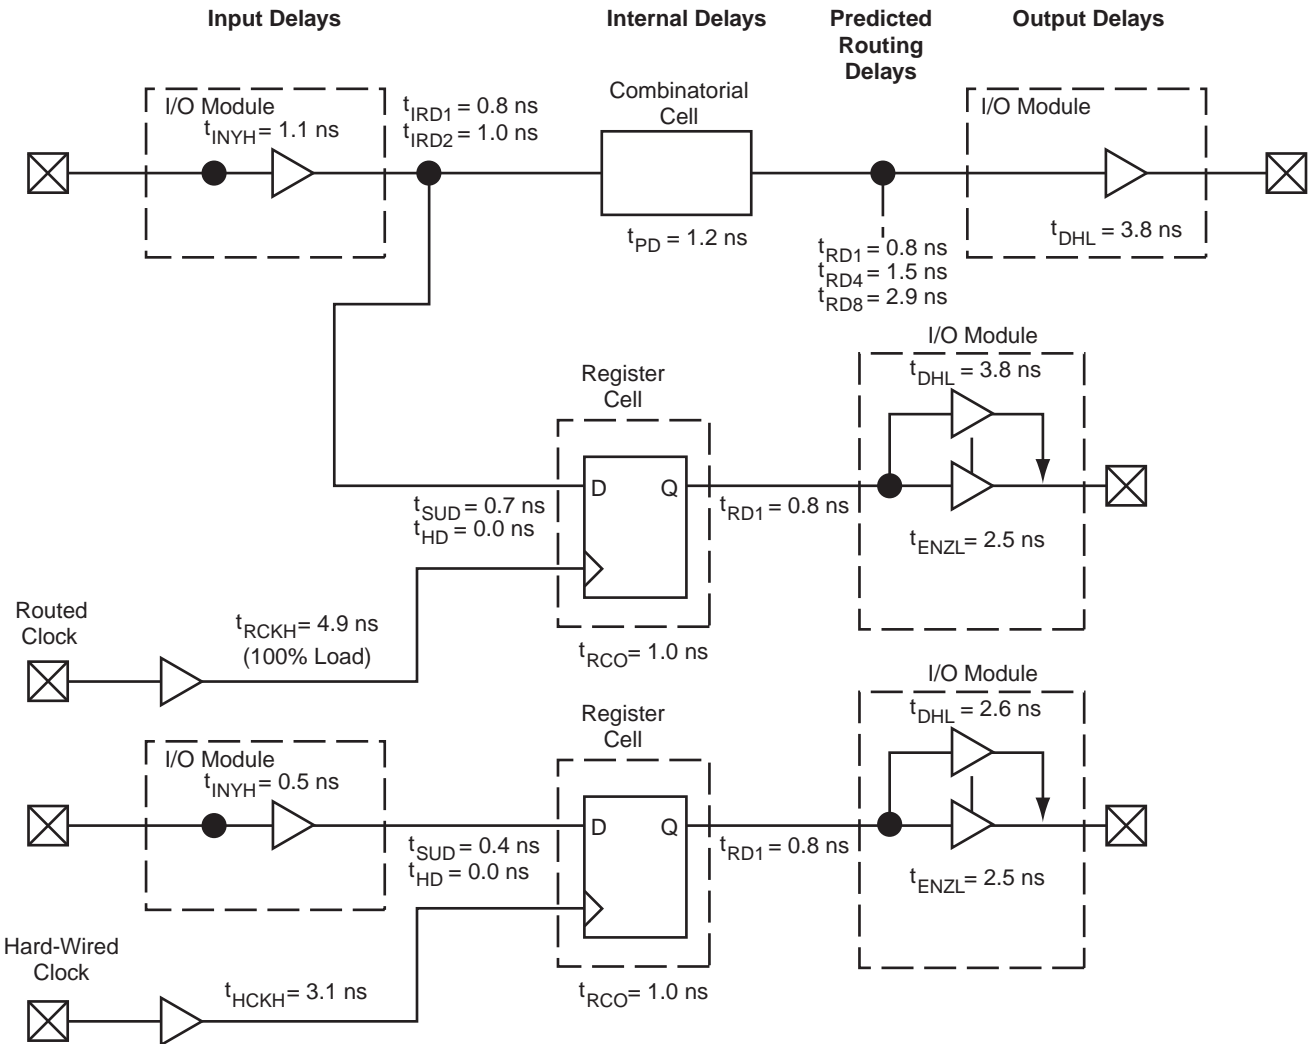 Input Delays
Internal Delays
Predicted
Routing
Delays
Output Delays
I/O Module
tINYH= 1.1 ns
tIRD1 = 0.8 ns
tIRD2 = 1.0 ns
Combinatorial
Cell
tPD = 1.2 ns
tRD1= 0.8 ns
tRD4= 1.5 ns
tRD8= 2.9 ns
I/O Module
tDHL = 3.8 ns
Register
Cell
D
Q
tSUD = 0.7 ns
tHD = 0.0 ns
tRD1= 0.8 ns
I/O Module
tDHL = 3.8 ns
tENZL= 2.5 ns
Routed
Clock
tRCKH= 4.9 ns
(100% Load)
tRCO= 1.0 ns
I/O Module
tINYH= 0.5 ns
Register
Cell
D
Q
tSUD = 0.4 ns
tHD = 0.0 ns
tRD1= 0.8 ns
I/O Module
tDHL = 2.6 ns
tENZL= 2.5 ns
Hard-Wired
Clock
tHCKH= 3.1 ns
tRCO= 1.0 ns